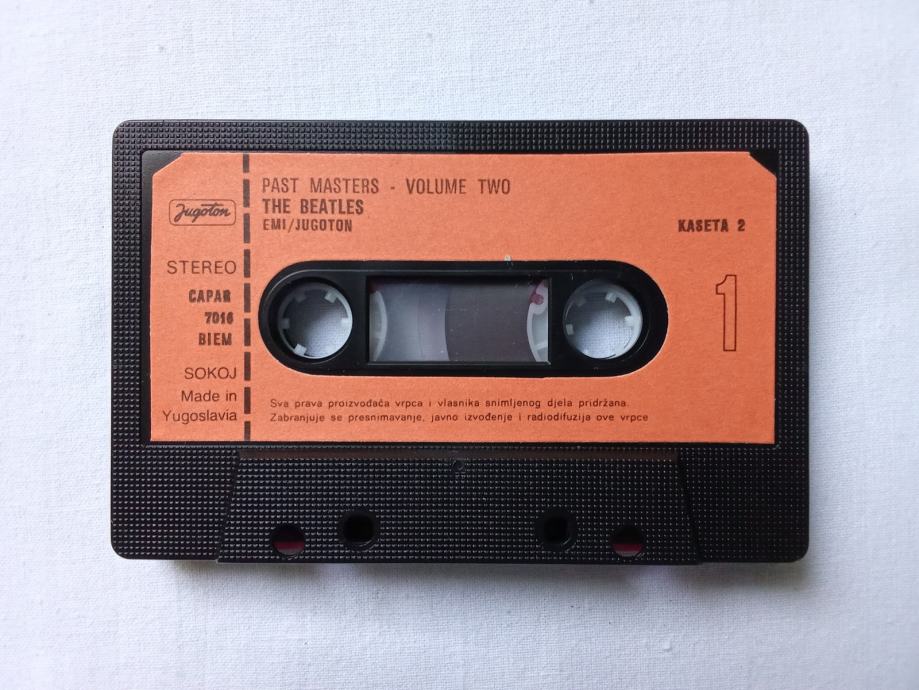 PAST MASTERS - VOLUME TWO
THE BEATLES
EMI/JUGOTON
KASETA 2
Jugoton
STEREO
CAPAR
7016
BIEM
SOKOJ
Made in
Yugoslavia
1
Sva prava proizvođača vrpca i vlasnika snimljenog djela pridržana.
Zabranjuje se presnimavanje, javno izvođenje i radiodifuzija ove vrpce